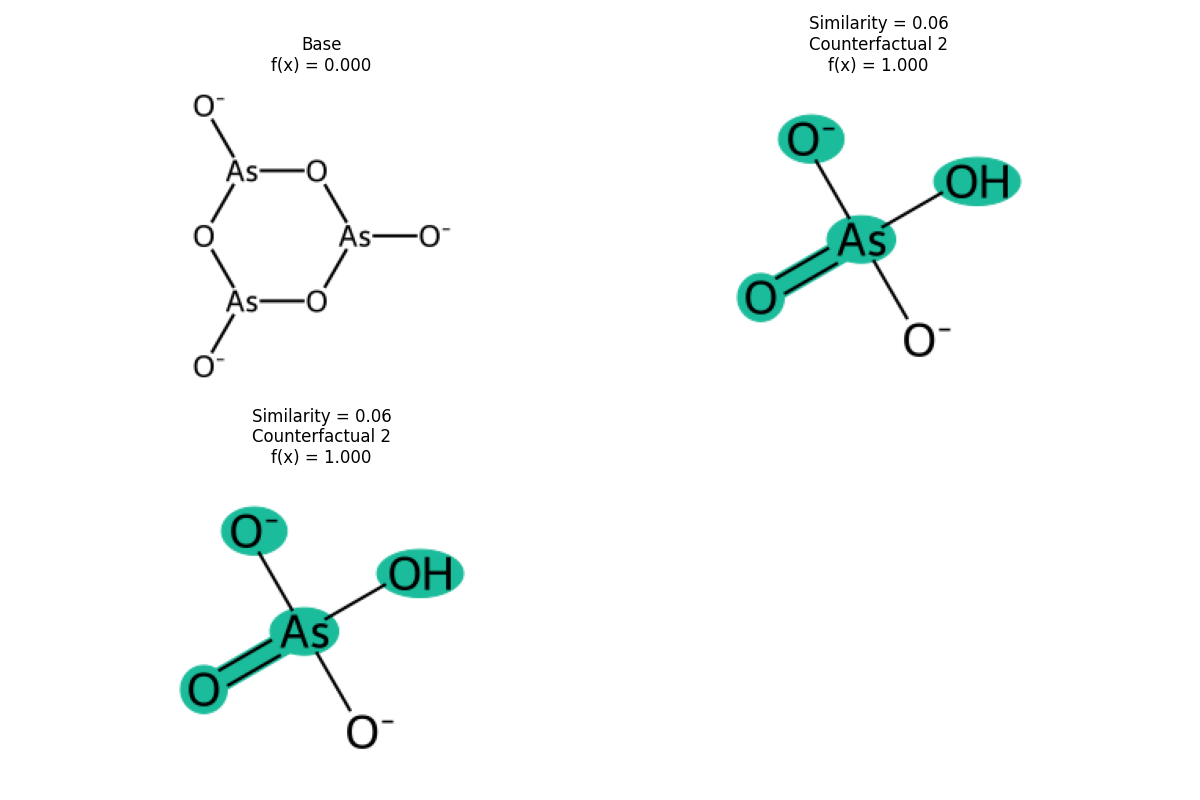 Base
f(x) = 0.000
O⁻
As O
O As O⁻
As O
O⁻
Similarity = 0.06
Counterfactual 2
f(x) = 1.000
O⁻
OH
As
O
O⁻
Similarity = 0.06
Counterfactual 2
f(x) = 1.000
O⁻
OH
As
O
O⁻